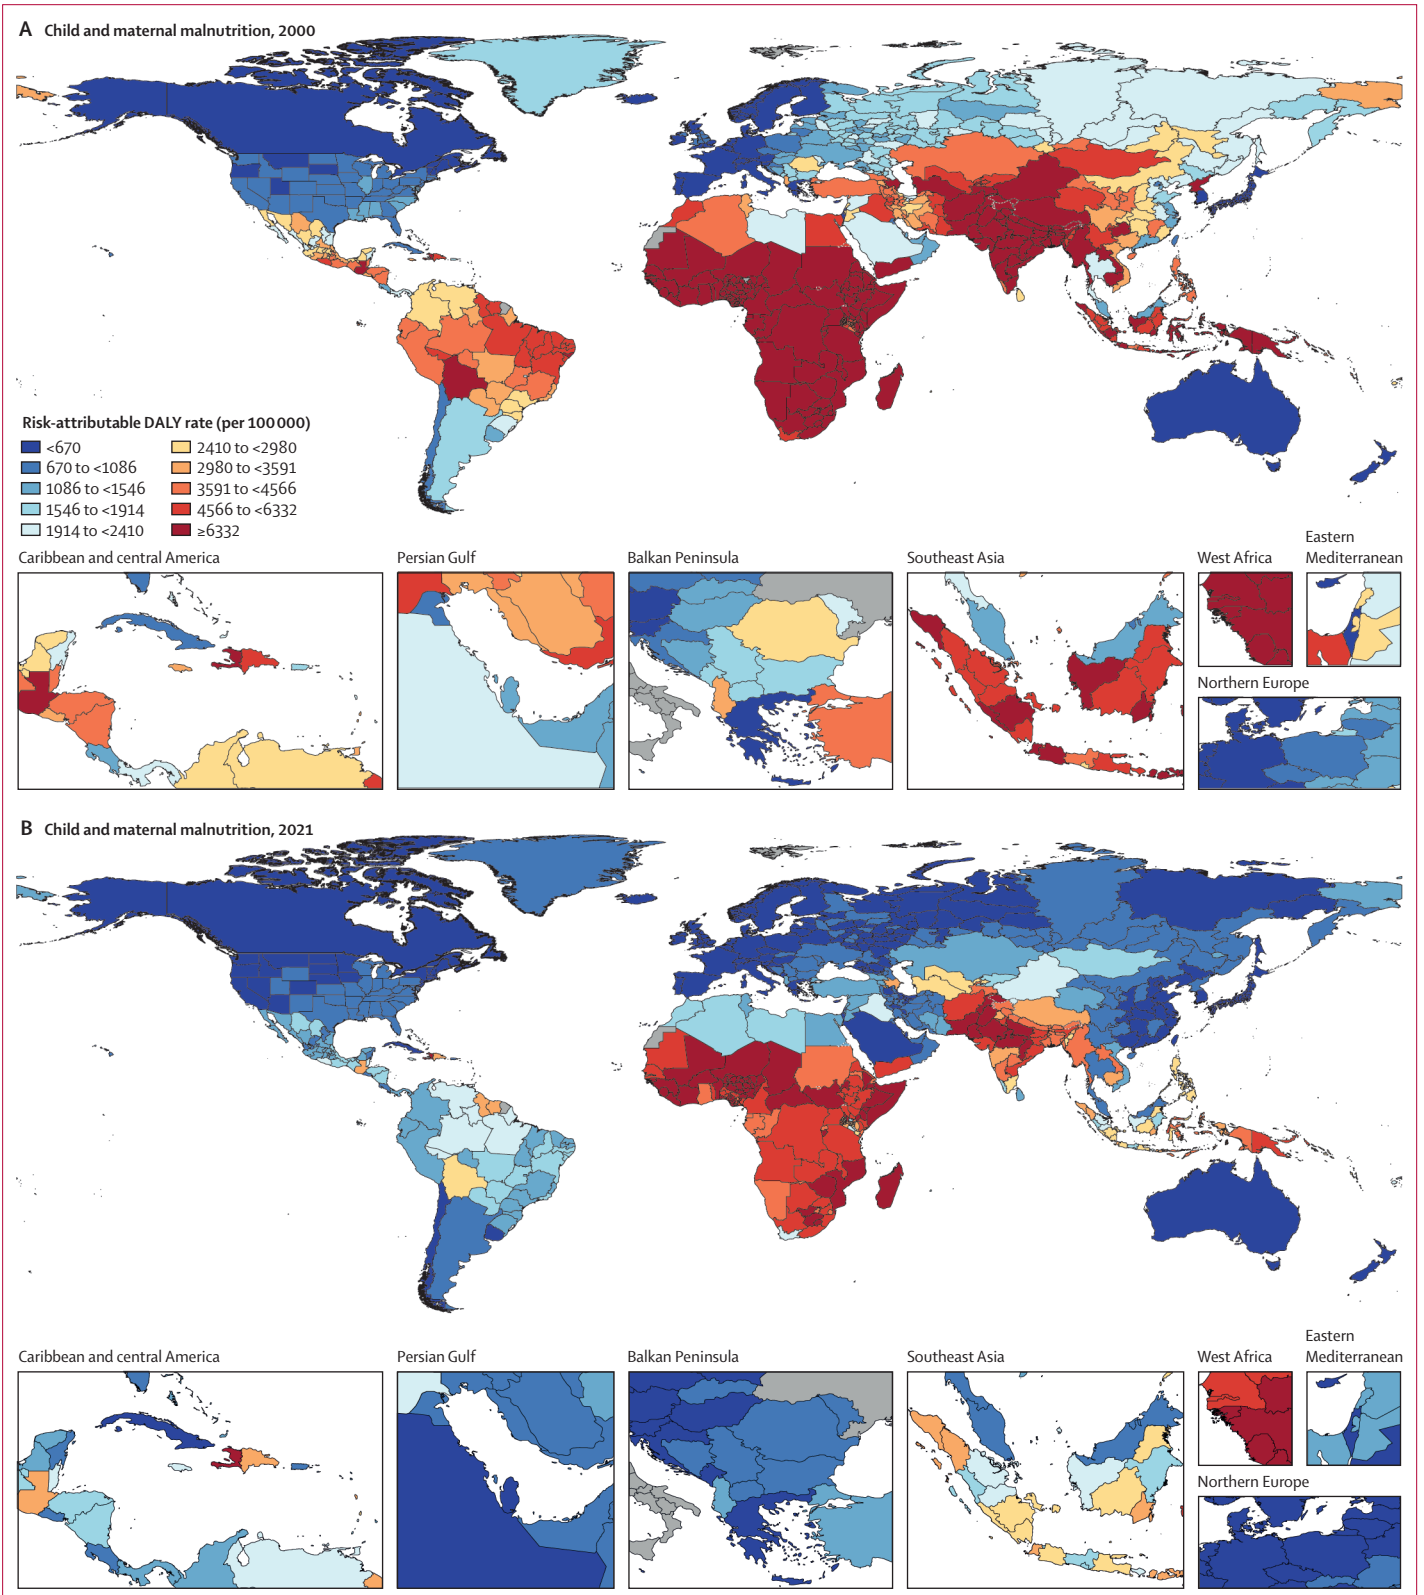 A Child and maternal malnutrition, 2000
Risk-attributable DALY rate (per 100 000)
<670
670 to <1086
1086 to <1546
1546 to <1914
1914 to <2410
2410 to <2980
2980 to <3591
3591 to <4566
4566 to <6332
≥6332
Caribbean and central America
Persian Gulf
Balkan Peninsula
Southeast Asia
West Africa
Eastern
Mediterranean
Northern Europe
B Child and maternal malnutrition, 2021
Caribbean and central America
Persian Gulf
Balkan Peninsula
Southeast Asia
West Africa
Eastern
Mediterranean
Northern Europe